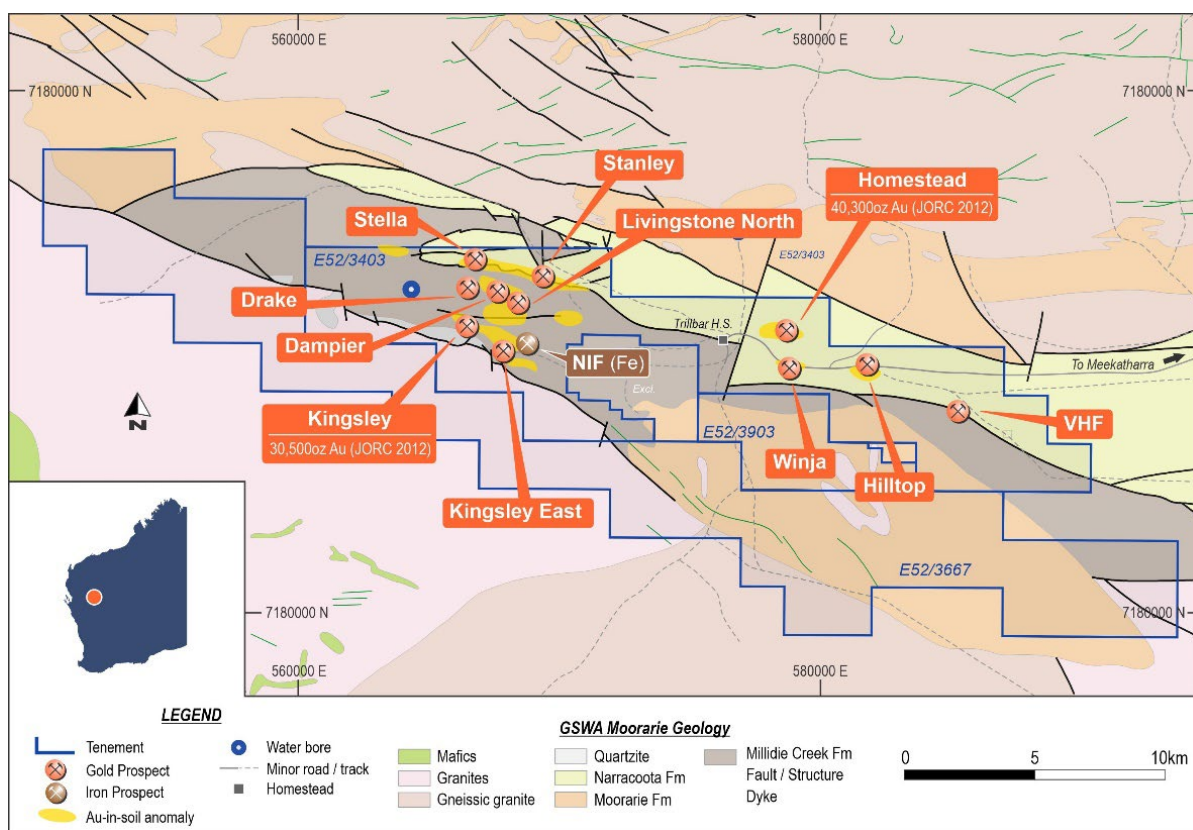 560000 E
580000 E
7180000 N
7180000 N
Stanley
Homestead
40,300oz Au (JORC 2012)
Stella
Livingstone North
E52/3403
E52/3403
Drake
Trillbar H.S.
Dampier
To Meekatharra
NIF (Fe)
Excl.
N
Kingsley
30,500oz Au (JORC 2012)
E52/3903
VHF
Winja
Hilltop
Kingsley East
E52/3667
7180000 N
7180000 N
560000 E
580000 E
LEGEND
Tenement
Gold Prospect
Iron Prospect
Au-in-soil anomaly
Water bore
Minor road / track
Homestead
GSWA Moorarie Geology
Mafics
Granites
Gneissic granite
Quartzite
Narracoota Fm
Moorarie Fm
Millidie Creek Fm
Fault / Structure
Dyke
0
5
10km